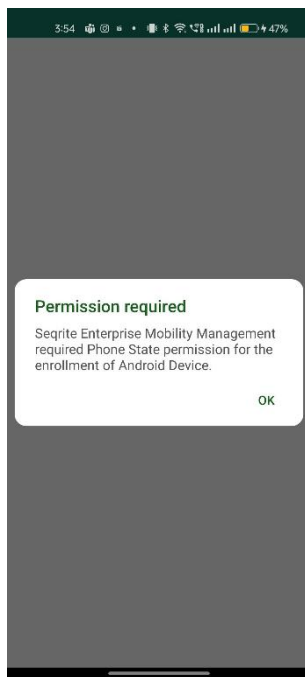 3:54 47%
Permission required
Seqrite Enterprise Mobility Management
required Phone State permission for the
enrollment of Android Device.
OK